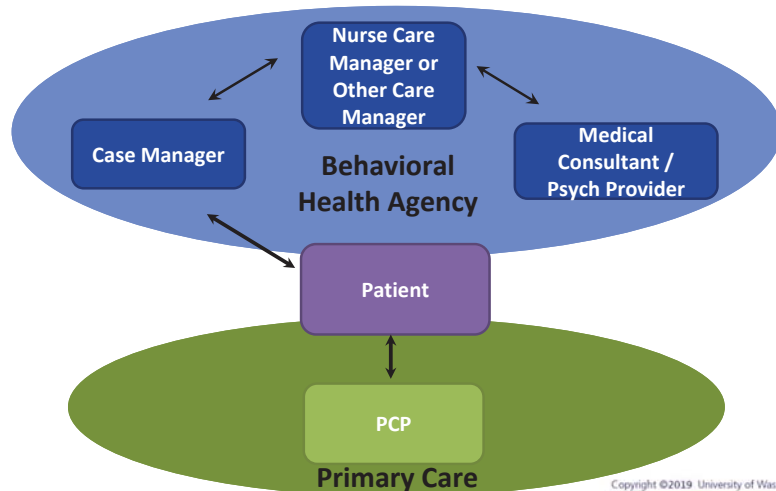 Nurse Care
Manager or
Other Care
Manager
Case Manager
Medical
Consultant /
Psych Provider
Behavioral
Health Agency
Patient
PCP
Primary Care
Copyright ©2019 University of Was